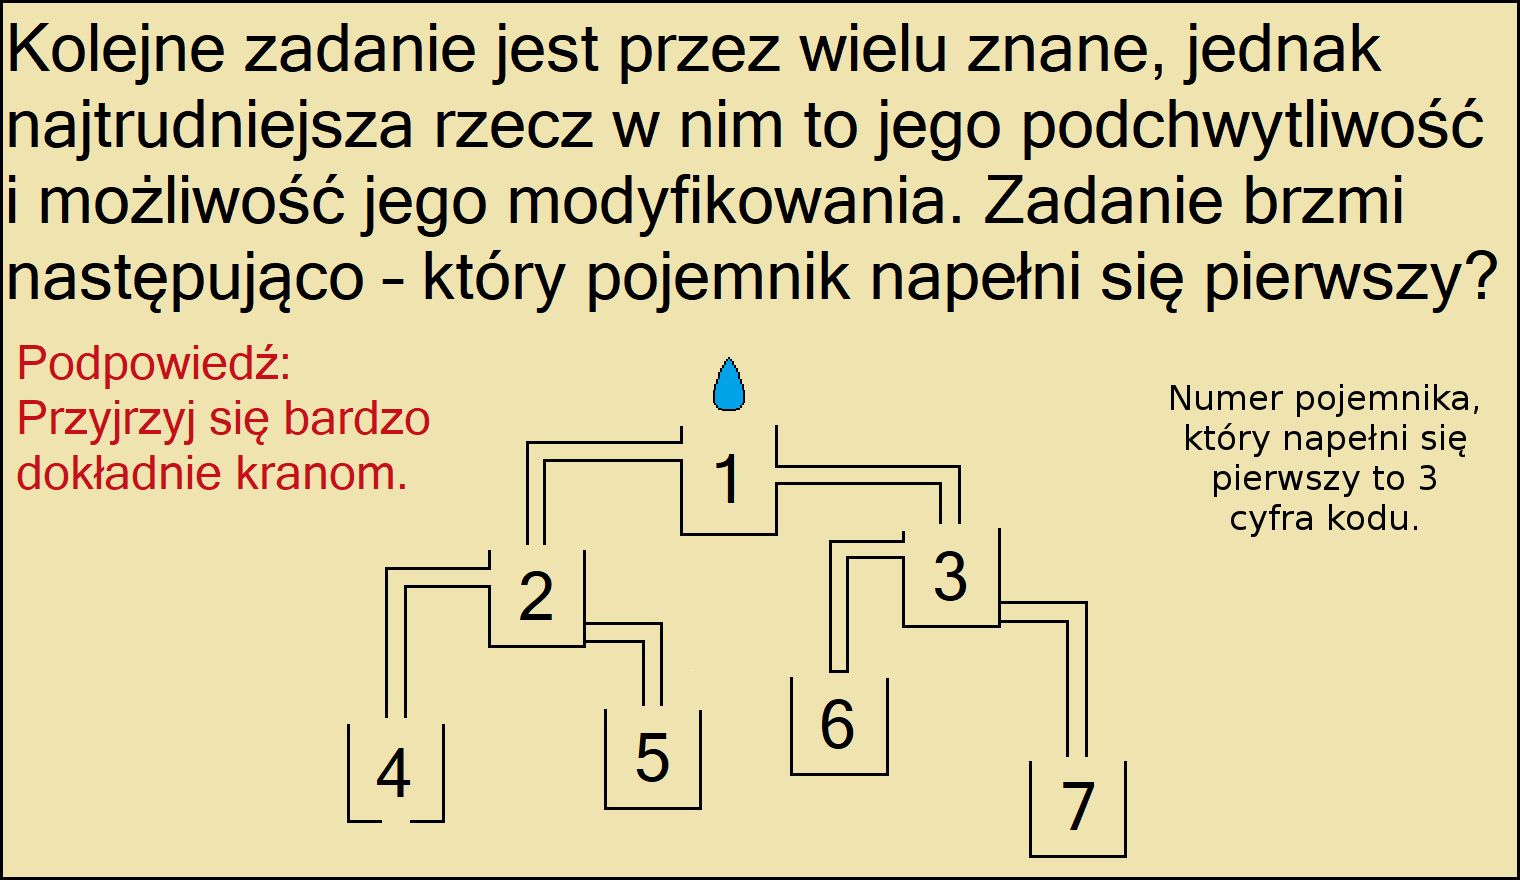 Kolejne zadanie jest przez wielu znane, jednak
najtrudniejsza rzecz w nim to jego podchwytliwość
i możliwość jego modyfikowania. Zadanie brzmi
następująco – który pojemnik napełni się pierwszy?
Podpowiedź:
Przyjrzyj się bardzo
dokładnie kranom.
Numer pojemnika,
który napełni się
pierwszy to 3
cyfra kodu.
1
2
3
4
5
6
7